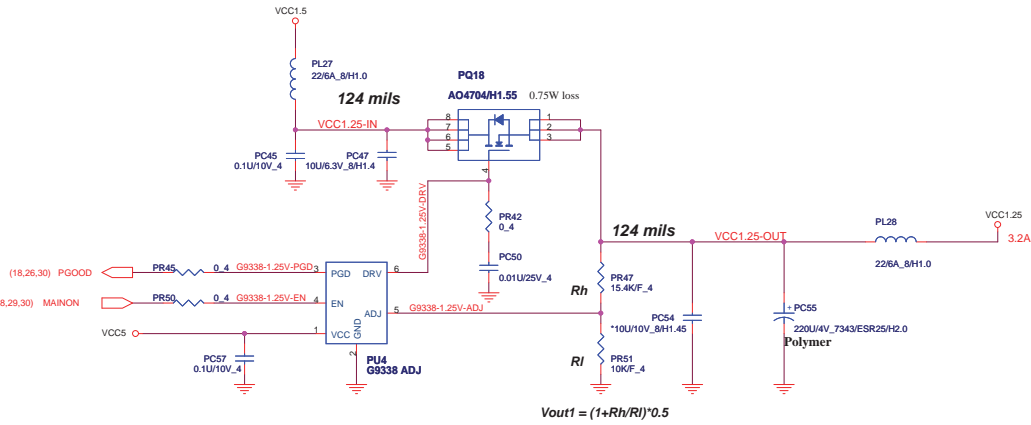 VCC1.5
PL27
22/6A_8/H1.0
124 mils
VCC1.25-IN
PC45
0.1U/10V_4
PC47
10U/6.3V_8/H1.4
PQ18
AO4704/H1.55
0.75W loss
8
7
6
5
1
2
3
4
G9338-1.25V-DRV
PR42
0_4
PC50
0.01U/25V_4
124 mils
VCC1.25-OUT
PL28
22/6A_8/H1.0
VCC1.25
3.2A
(18,26,30) PGOOD
PR45
0_4
G9338-1.25V-PGD
3
PGD
DRV
6
8,29,30) MAINON
PR50
0_4
G9338-1.25V-EN
4
EN
ADJ
5
G9338-1.25V-ADJ
VCC5
1
VCC
GND
2
PC57
0.1U/10V_4
PU4
G9338 ADJ
Rh
PR47
15.4K/F_4
Rl
PR51
10K/F_4
PC54
*10U/10V_8/H1.45
+
PC55
220U/4V_7343/ESR25/H2.0
Polymer
Vout1 = (1+Rh/Rl)*0.5